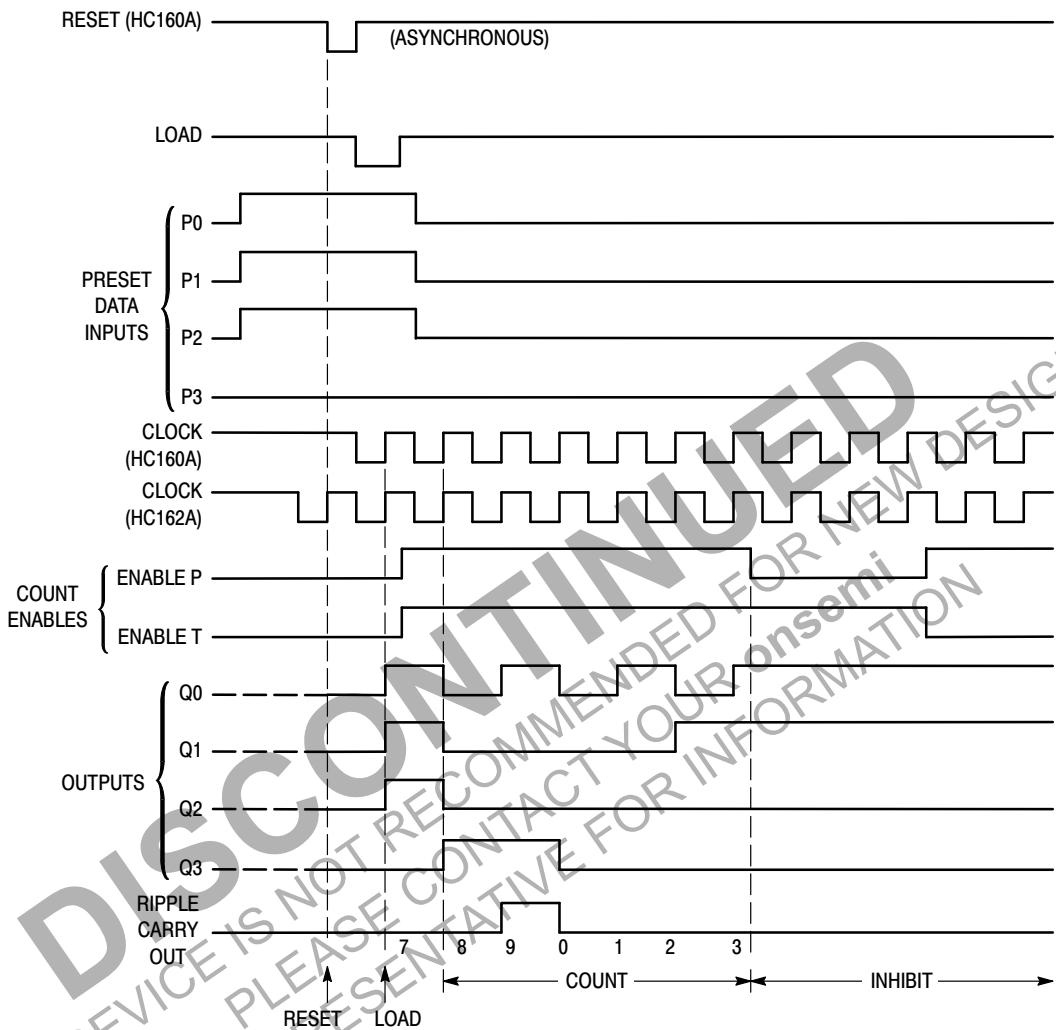 RESET (HC160A)
(ASYNCHRONOUS)
LOAD
P0
PRESET
DATA
INPUTS
P1
P2
P3
CLOCK
(HC160A)
CLOCK
(HC162A)
COUNT
ENABLES
ENABLE P
ENABLE T
OUTPUTS
Q0
Q1
Q2
Q3
RIPPLE
CARRY
OUT
7 8 9 0 1 2 3
COUNT
INHIBIT
RESET
LOAD
DISCONTINUED
DEVICE IS NOT RECOMMENDED FOR NEW
PLEASE CONTACT YOUR onsemi
FOR INFORMATION